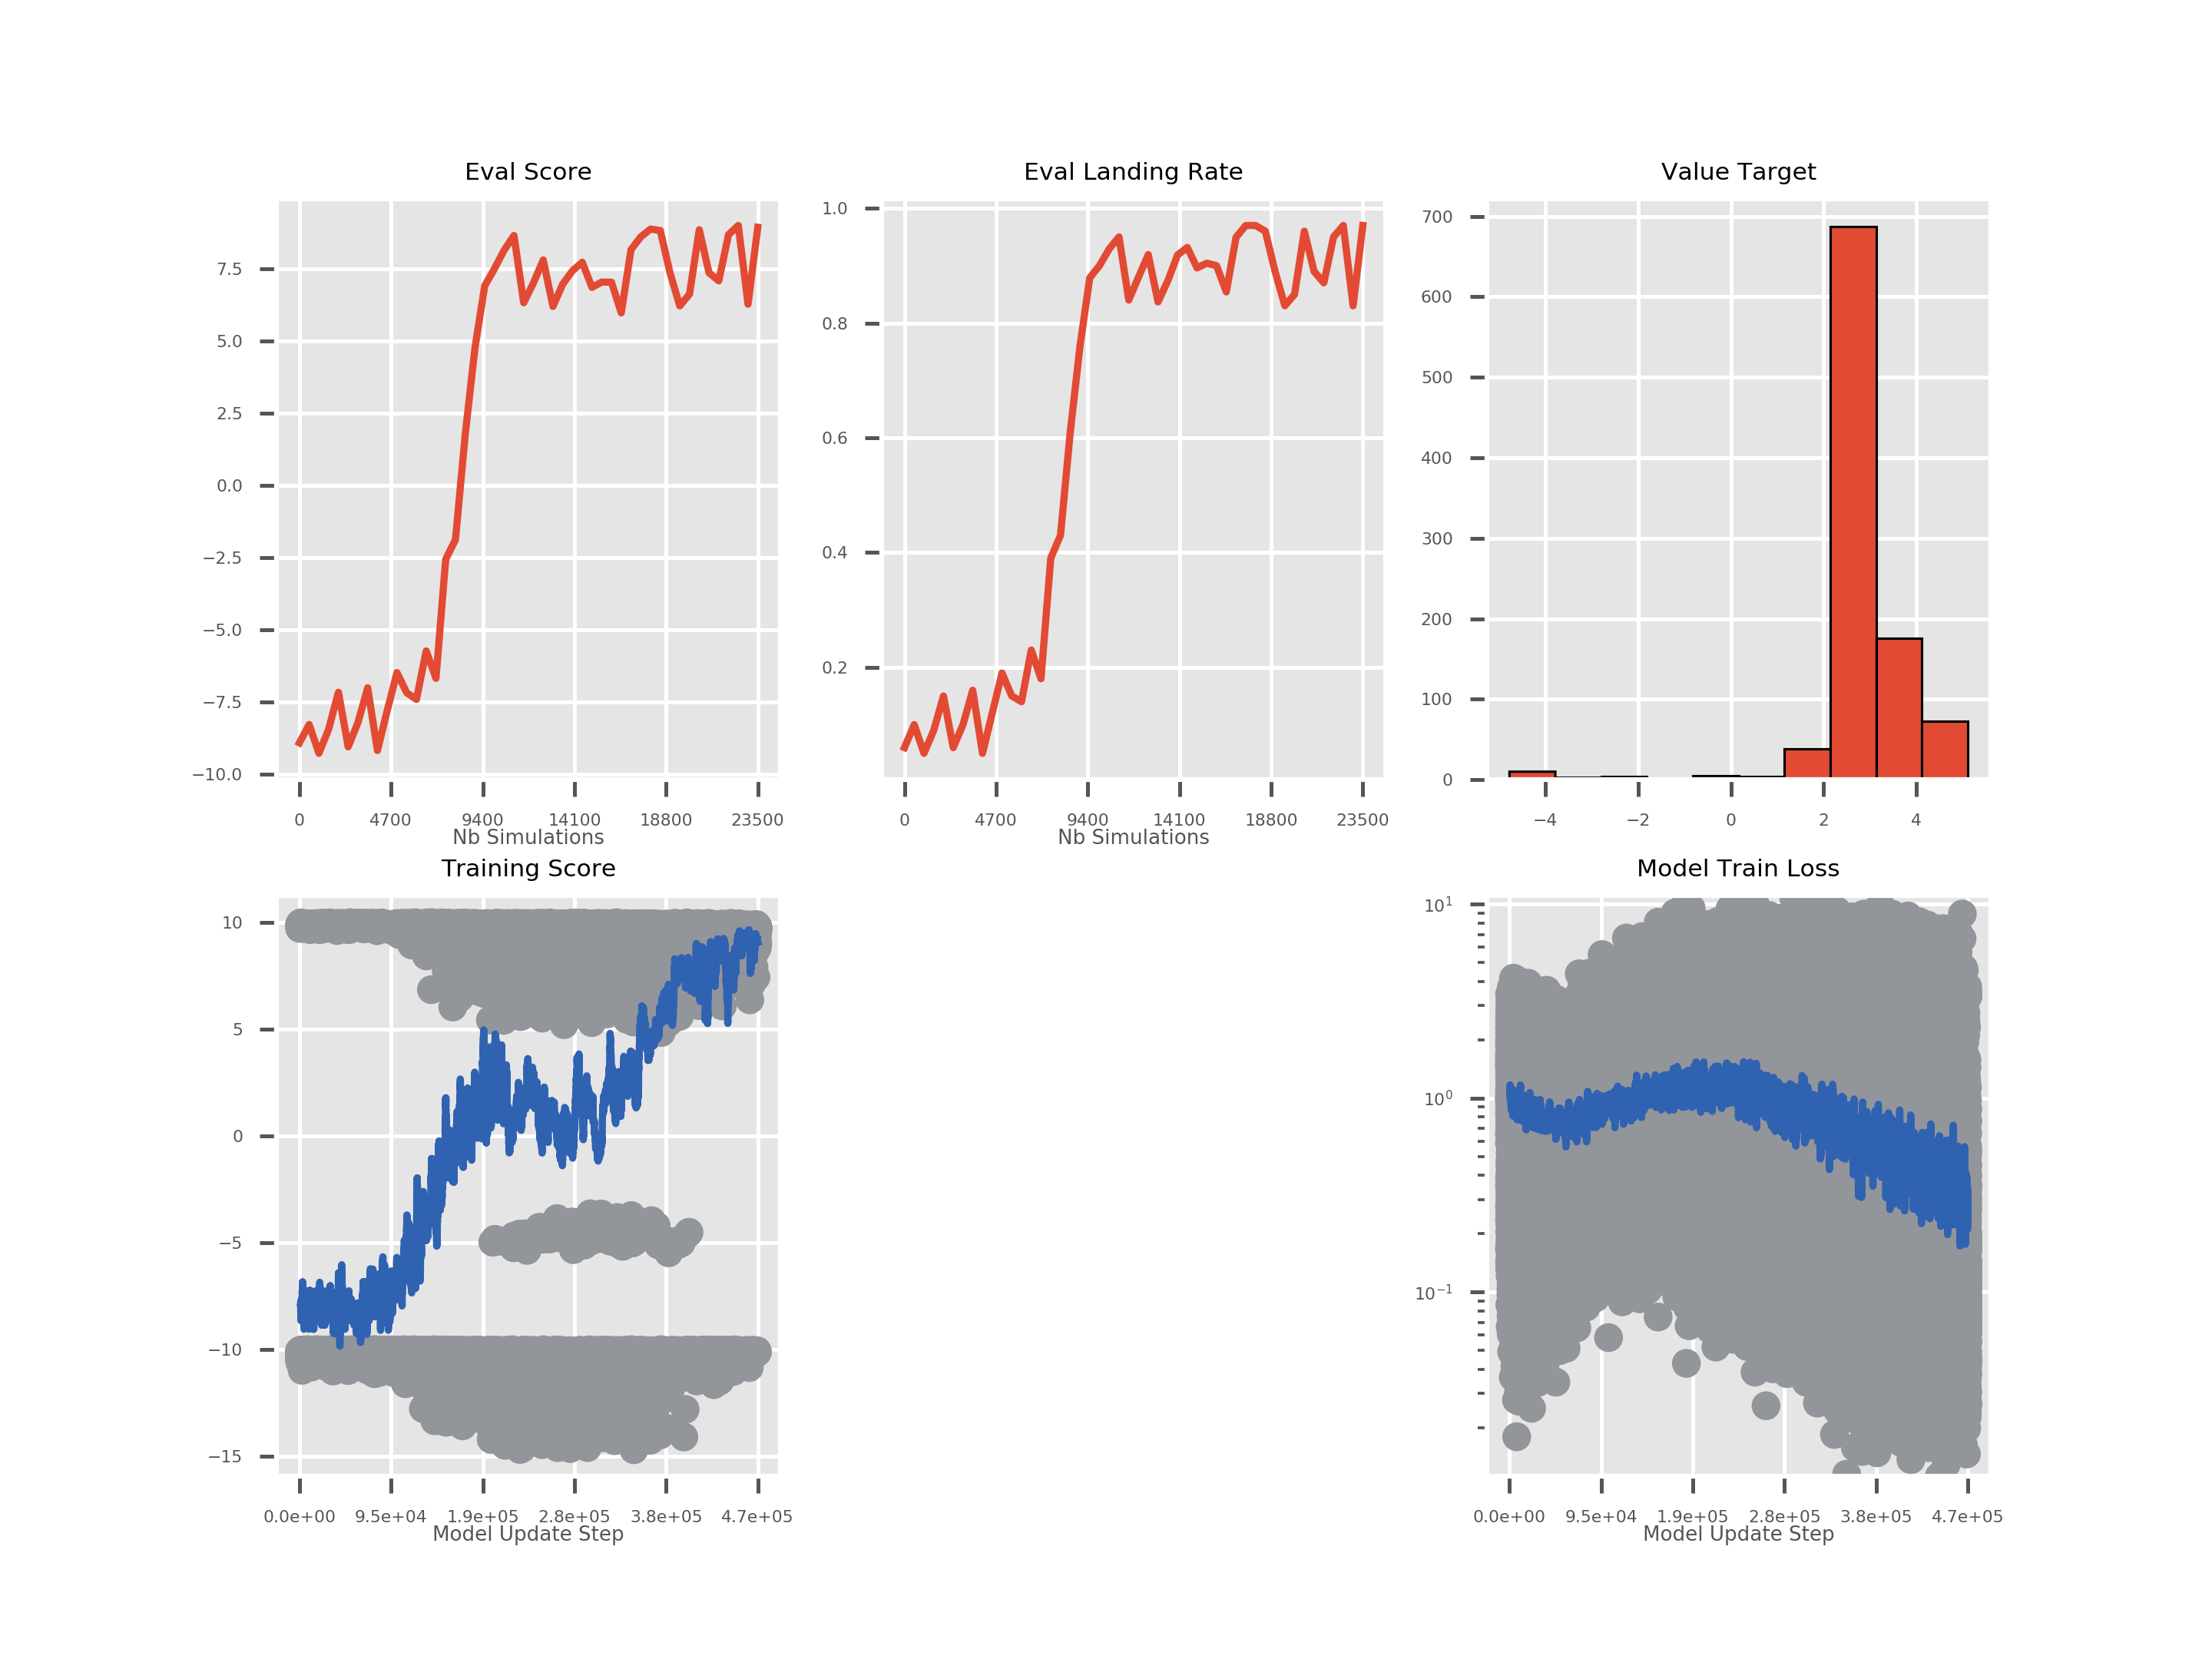 Eval Score
7.5
5.0
2.5
0.0
−2.5
−5.0
−7.5
−10.0
0 4700 9400 14100 18800 23500
Nb Simulations
Eval Landing Rate
1.0
0.8
0.6
0.4
0.2
0 4700 9400 14100 18800 23500
Nb Simulations
Value Target
700
600
500
400
300
200
100
0
−4 −2 0 2 4
Training Score
10
5
0
−5
−10
−15
0.0e+00 9.5e+04 1.9e+05 2.8e+05 3.8e+05 4.7e+05
Model Update Step
Model Train Loss
10¹
10⁰
10⁻¹
0.0e+00 9.5e+04 1.9e+05 2.8e+05 3.8e+05 4.7e+05
Model Update Step